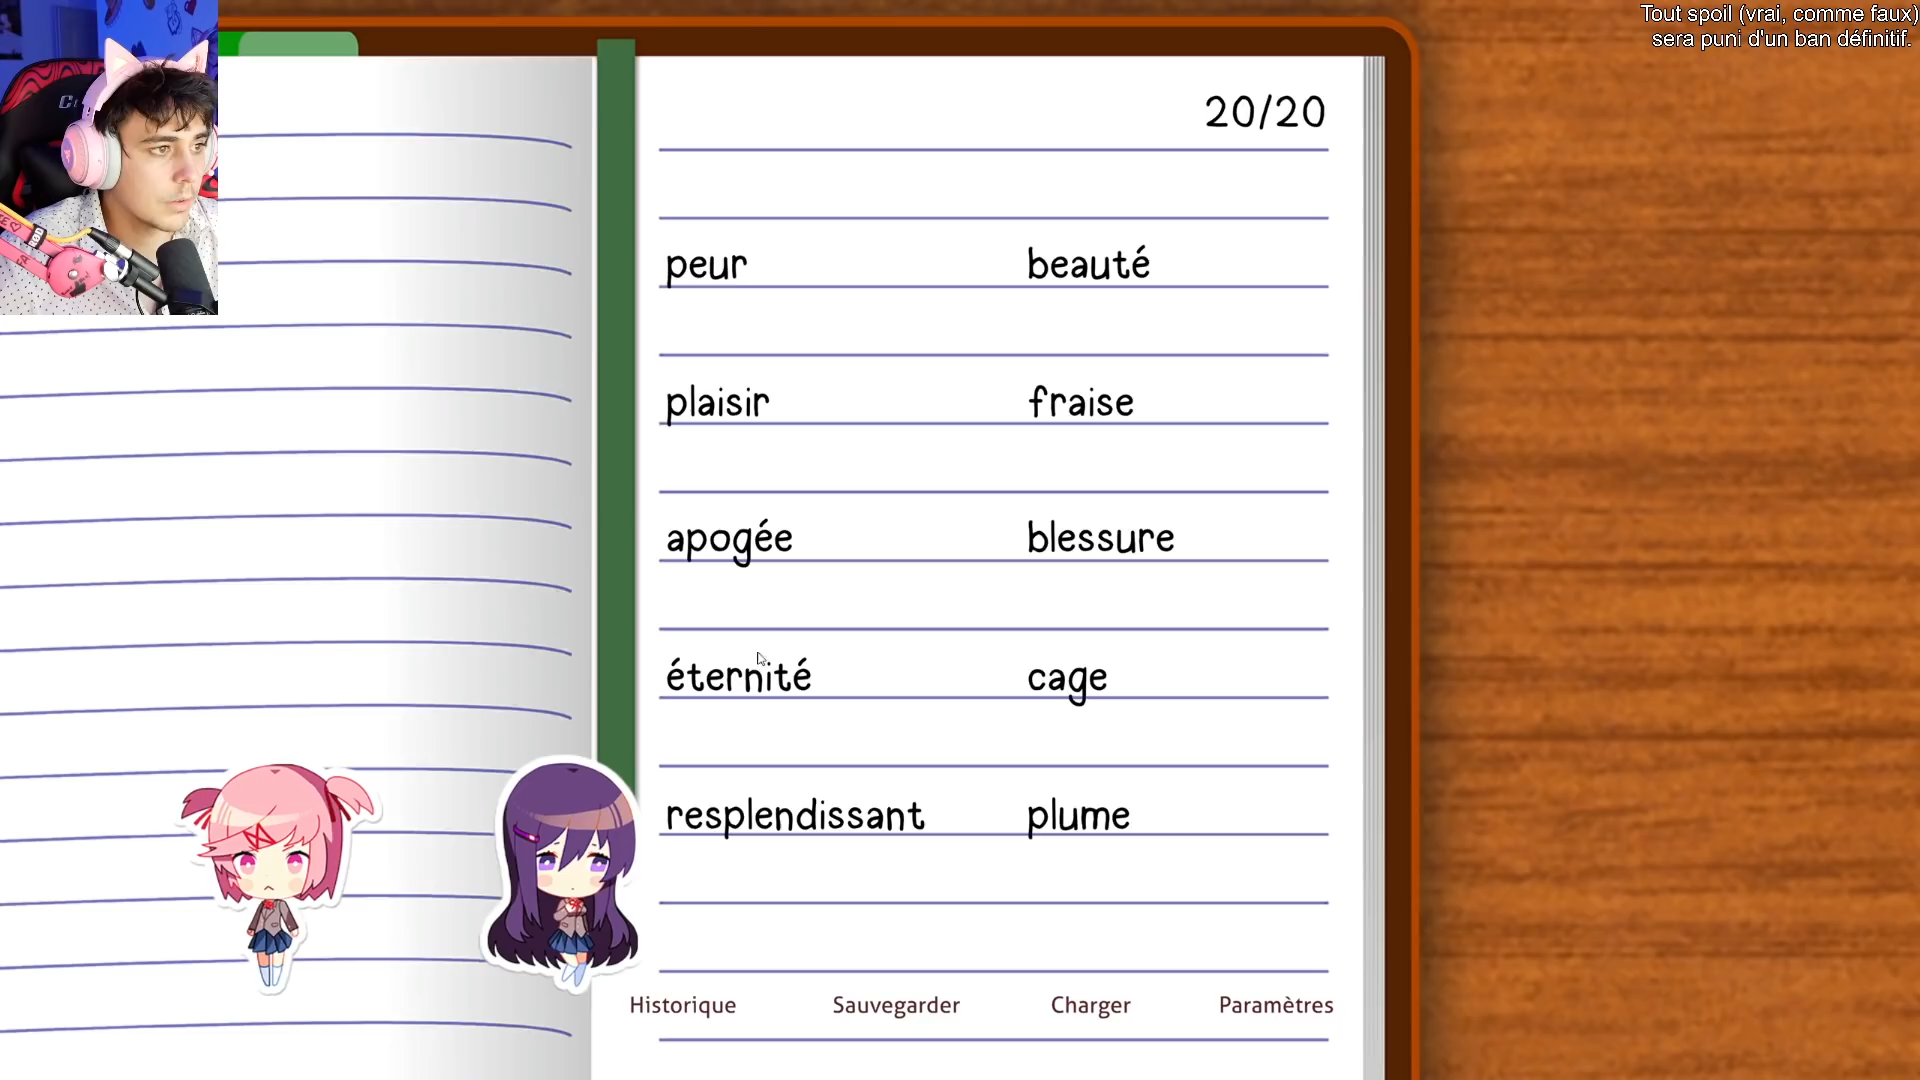 Tout spoil (vrai, comme faux)
sera puni d'un ban définitif.
20/20
peur beauté
plaisir fraise
apogée blessure
éternité cage
resplendissant plume
Historique Sauvegarder Charger Paramètres